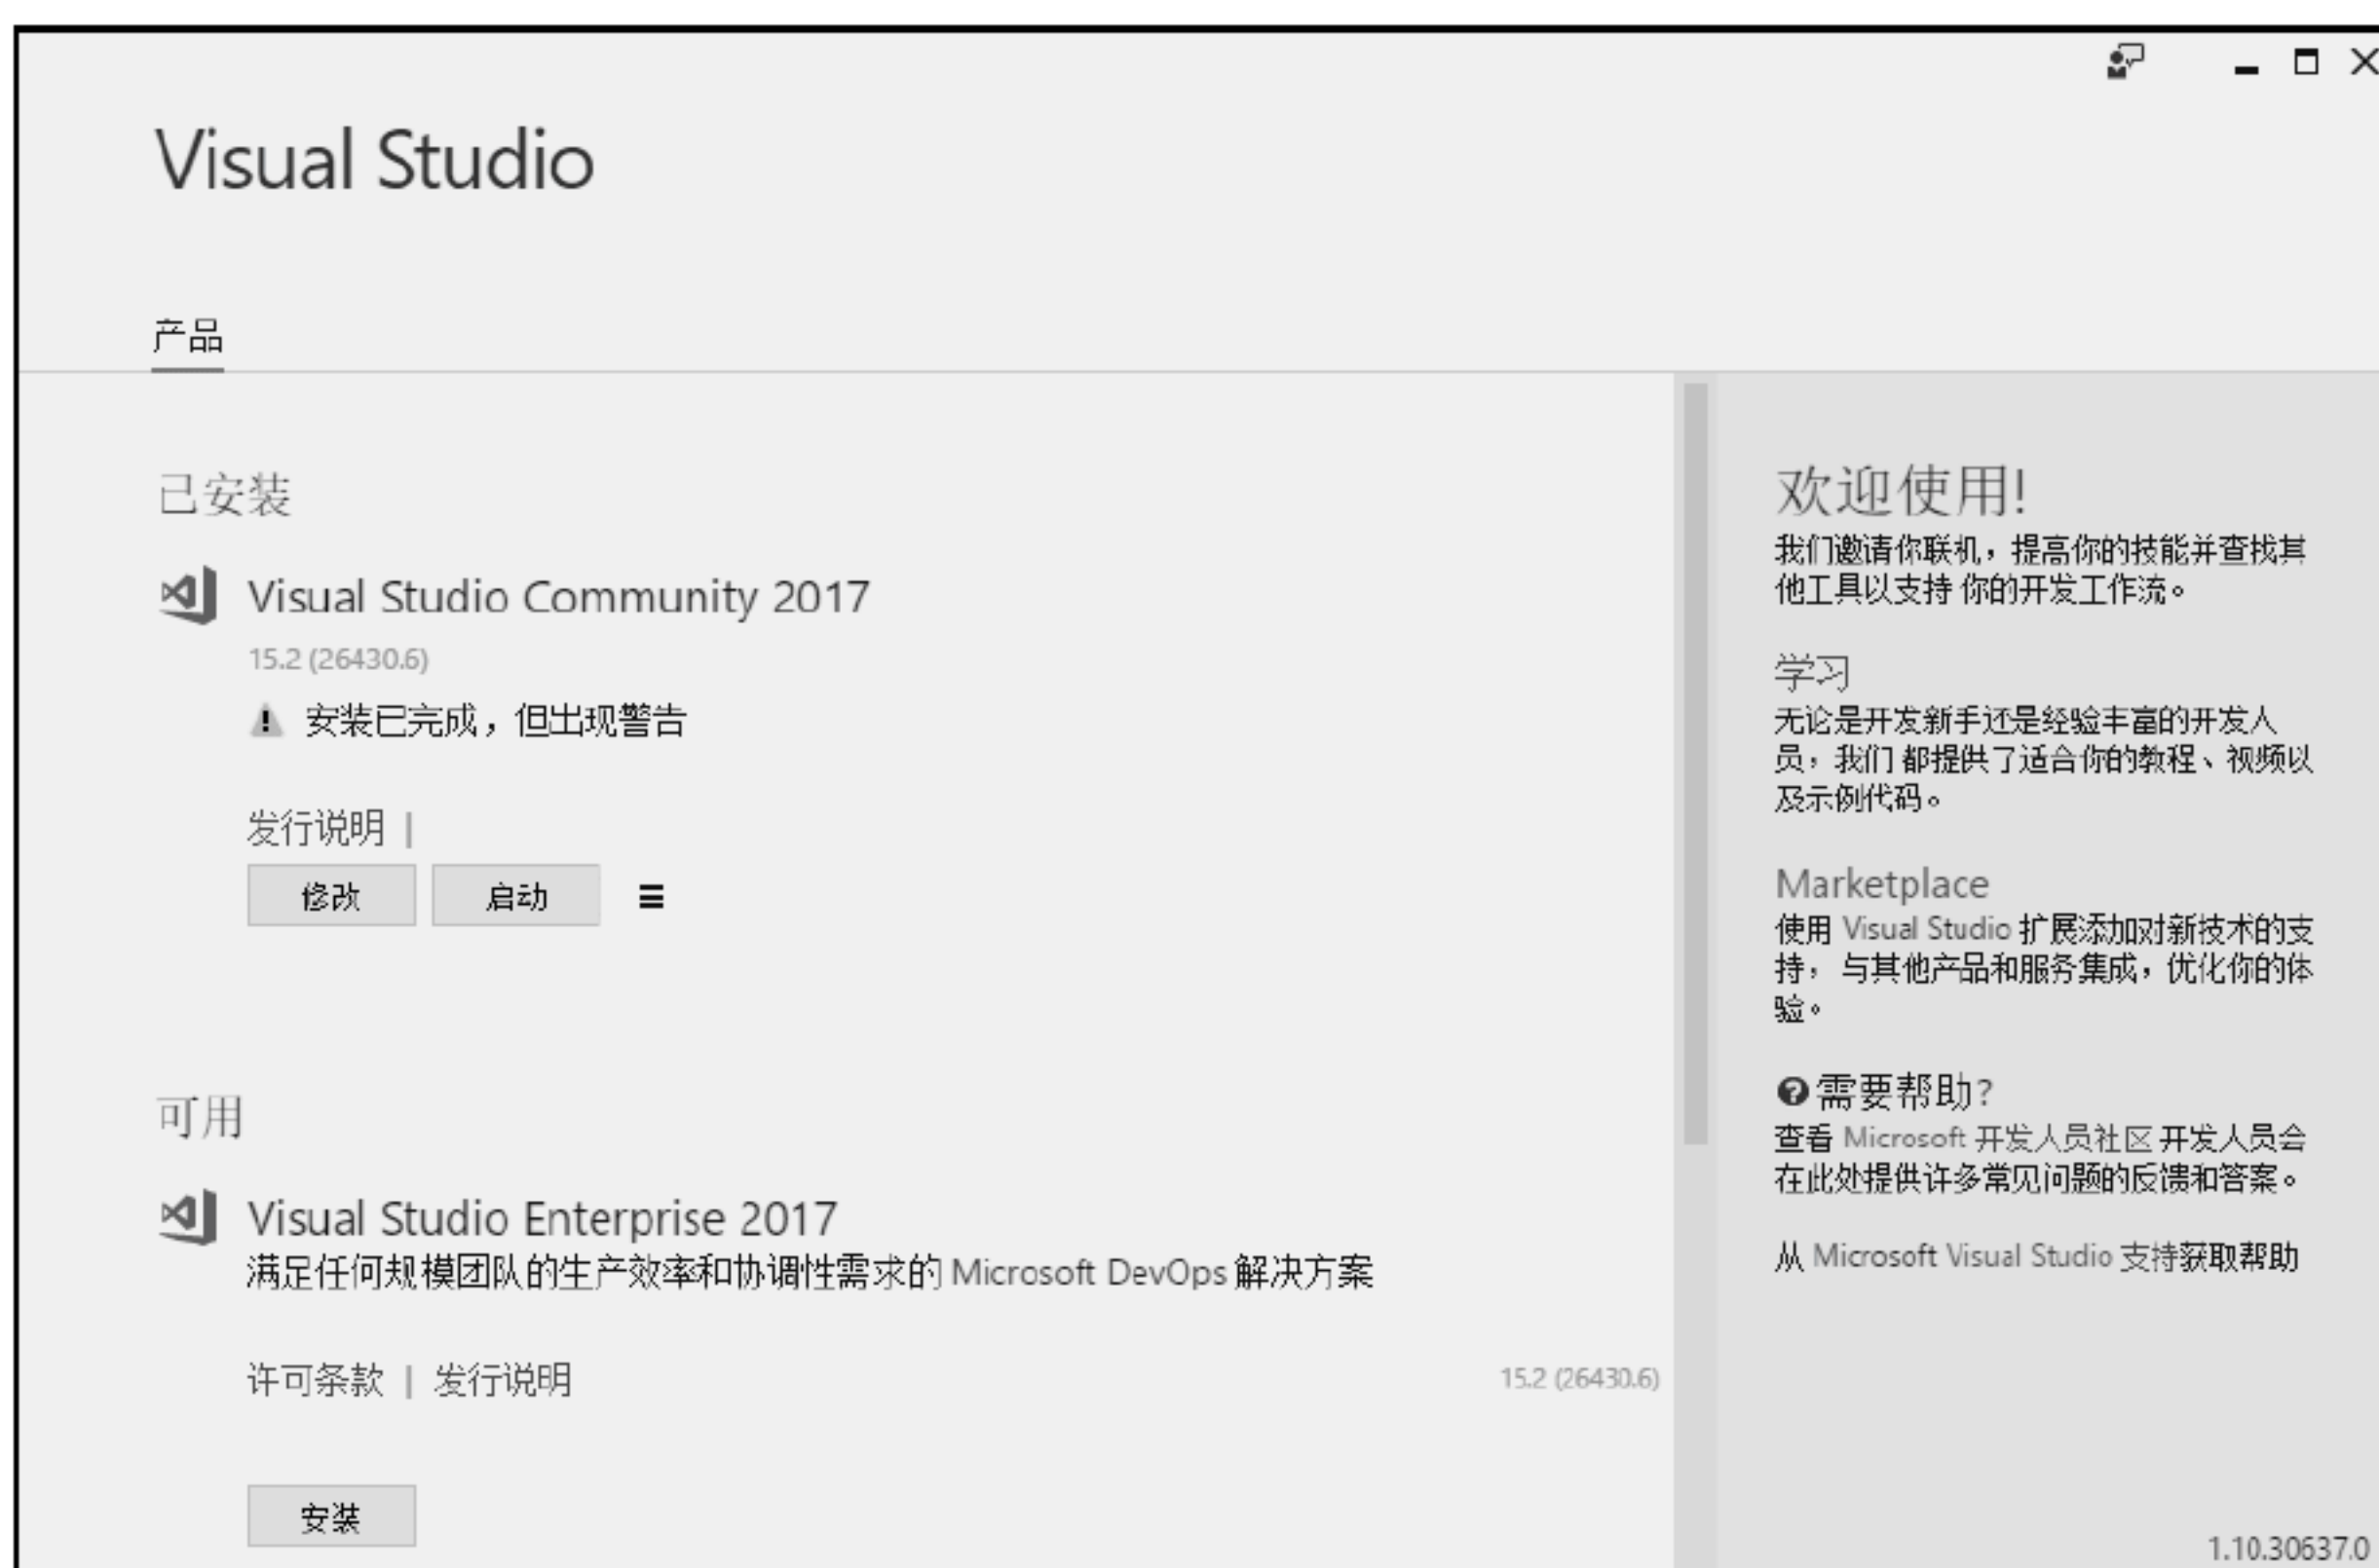 Visual Studio
产品
已安装
Visual Studio Community 2017
15.2 (26430.6)
安装已完成，但出现警告
发行说明 |
修改 启动
可用
Visual Studio Enterprise 2017
满足任何规模团队的生产效率和协调性需求的 Microsoft DevOps 解决方案
许可条款 | 发行说明 15.2 (26430.6)
安装
欢迎使用!
我们邀请你联机，提高你的技能并查找其
他工具以支持 你的开发工作流。
学习
无论是开发新手还是经验丰富的开发人
员，我们 都提供了适合你的教程、视频以
及示例代码。
Marketplace
使用 Visual Studio 扩展添加对新技术的支
持， 与其他产品和服务集成，优化你的体
验。
需要帮助?
查看 Microsoft 开发人员社区 开发人员会
在此处提供许多常见问题的反馈和答案。
从 Microsoft Visual Studio 支持获取帮助
1.10.30637.0